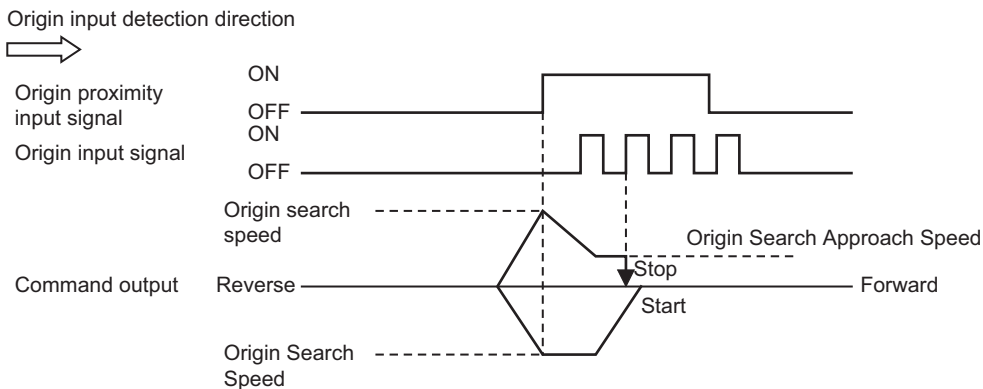 Origin input detection direction
ON
Origin proximity
input signal
OFF
ON
Origin input signal
OFF
Origin search
speed
Origin Search Approach Speed
Stop
Command output
Reverse
Forward
Start
Origin Search
Speed